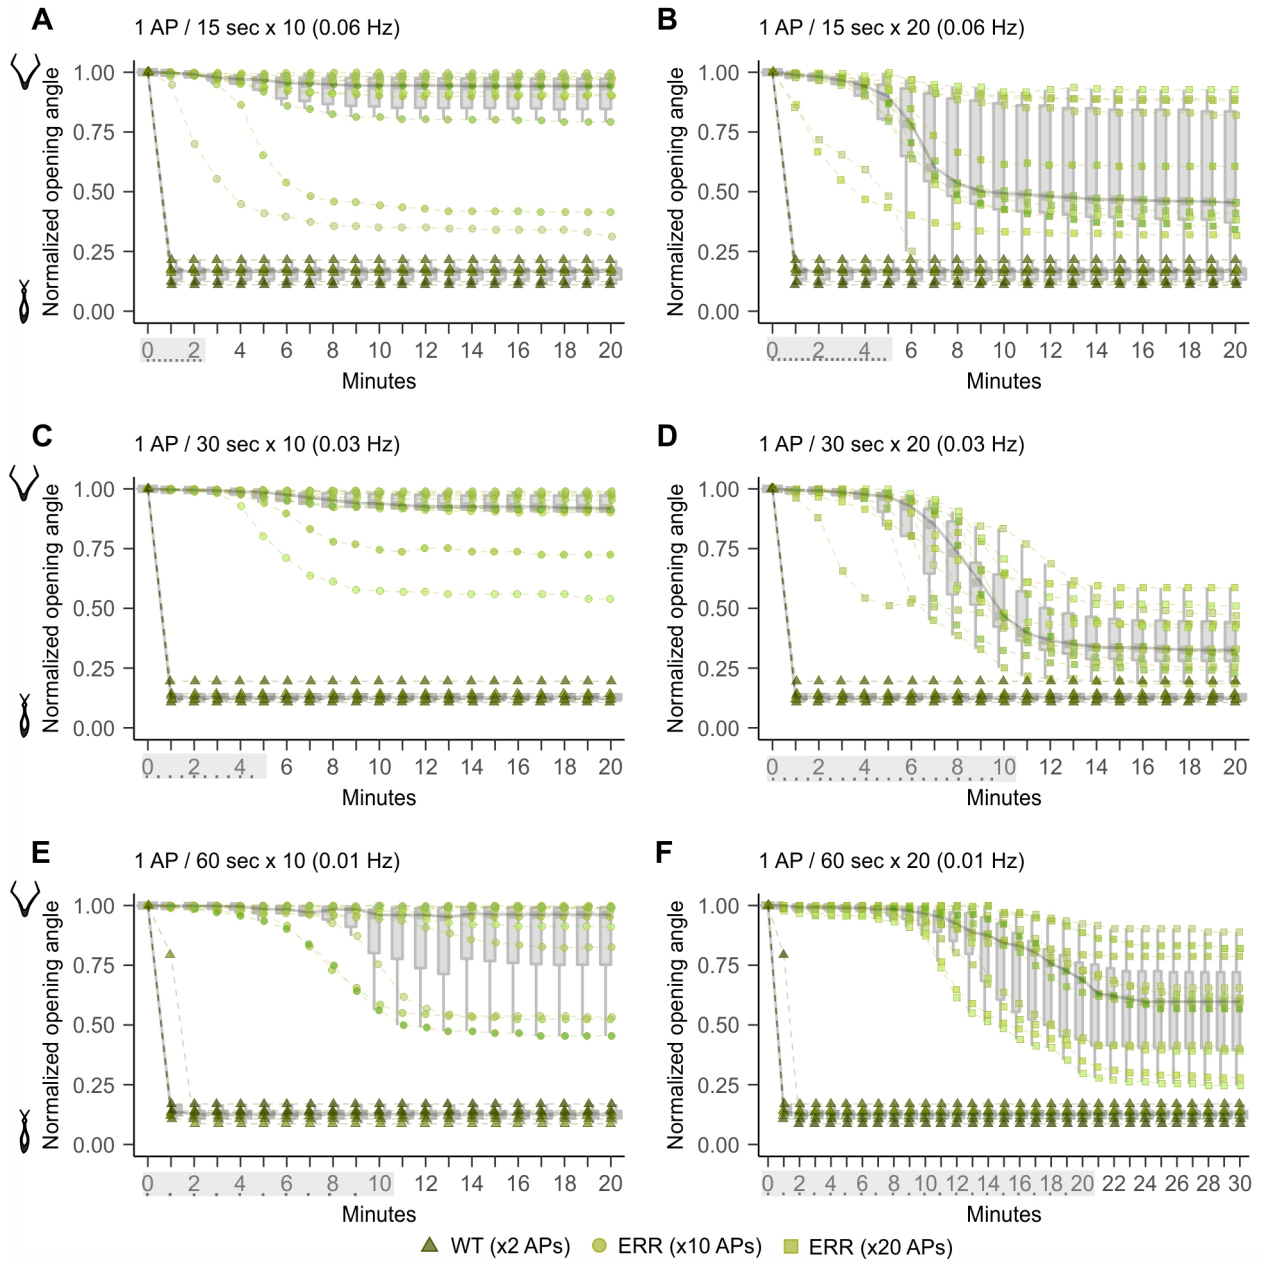 A
1 AP / 15 sec x 10 (0.06 Hz)
Normalized opening angle
1.00
0.75
0.50
0.25
0.00
0 2 4 6 8 10 12 14 16 18 20
Minutes
B
1 AP / 15 sec x 20 (0.06 Hz)
Normalized opening angle
1.00
0.75
0.50
0.25
0.00
0 2 4 6 8 10 12 14 16 18 20
Minutes
C
1 AP / 30 sec x 10 (0.03 Hz)
Normalized opening angle
1.00
0.75
0.50
0.25
0.00
0 2 4 6 8 10 12 14 16 18 20
Minutes
D
1 AP / 30 sec x 20 (0.03 Hz)
Normalized opening angle
1.00
0.75
0.50
0.25
0.00
0 2 4 6 8 10 12 14 16 18 20
Minutes
E
1 AP / 60 sec x 10 (0.01 Hz)
Normalized opening angle
1.00
0.75
0.50
0.25
0.00
0 2 4 6 8 10 12 14 16 18 20
Minutes
F
1 AP / 60 sec x 20 (0.01 Hz)
Normalized opening angle
1.00
0.75
0.50
0.25
0.00
0 2 4 6 8 10 12 14 16 18 20 22 24 26 28 30
Minutes
WT (x2 APs) ERR (x10 APs) ERR (x20 APs)